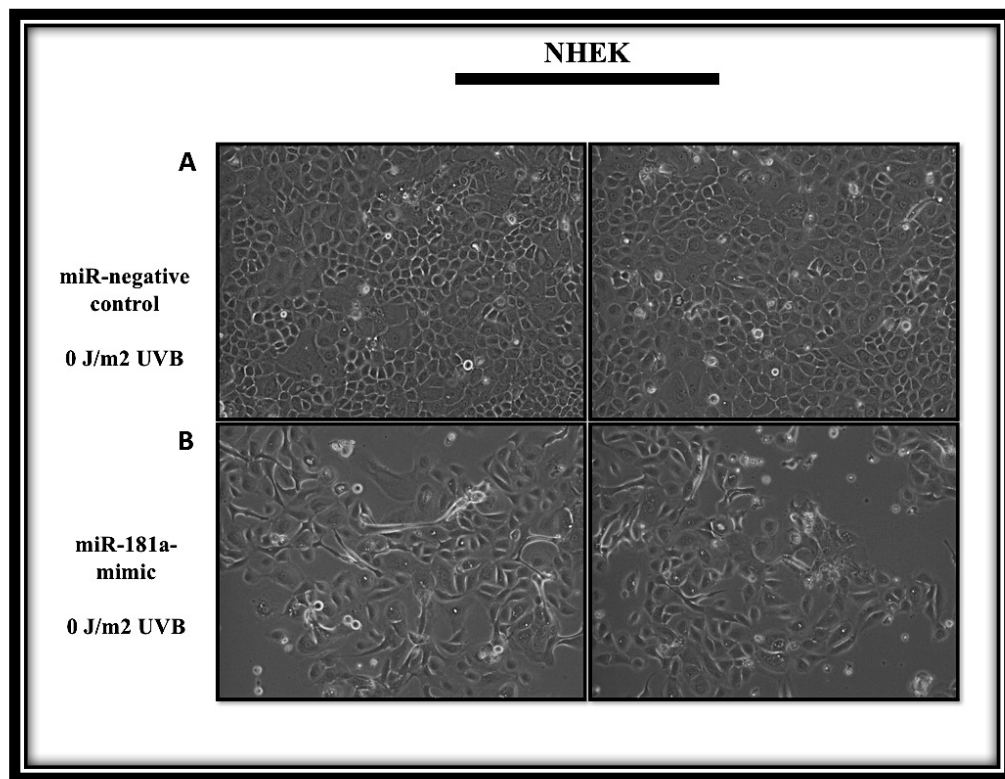 NHEK
A
miR-negative
control
0 J/m2 UVB
B
miR-181a-
mimic
0 J/m2 UVB